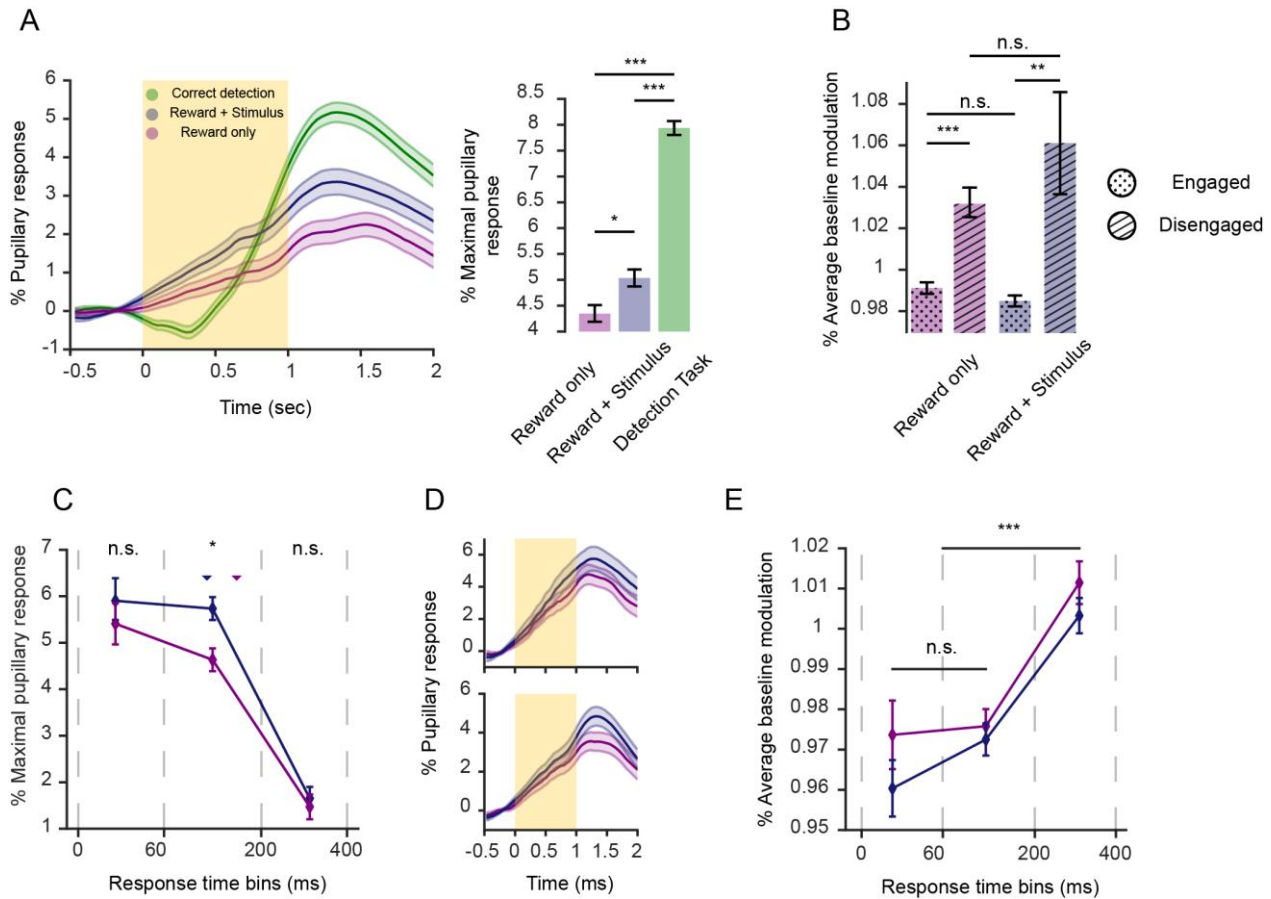 A
% Pupillary response
6
5
4
3
2
1
0
-1
Correct detection
Reward + Stimulus
Reward only
-0.5
0
0.5
1
1.5
2
Time (sec)
% Maximal pupillary
response
8.5
8
7.5
7
6.5
6
5.5
5
4.5
4
***
***
*
Reward only
Reward + Stimulus
Detection Task
B
% Average baseline modulation
1.08
1.06
1.04
1.02
1
0.98
n.s.
**
n.s.
***
Reward only
Reward + Stimulus
Engaged
Disengaged
C
% Maximal pupillary response
7
6
5
4
3
2
1
n.s.
*
n.s.
0
60
200
400
Response time bins (ms)
D
% Pupillary response
6
4
2
0
6
4
2
0
-0.5
0
0.5
1
1.5
2
Time (ms)
E
% Average baseline modulation
1.02
1.01
1
0.99
0.98
0.97
0.96
0.95
***
n.s.
0
60
200
400
Response time bins (ms)